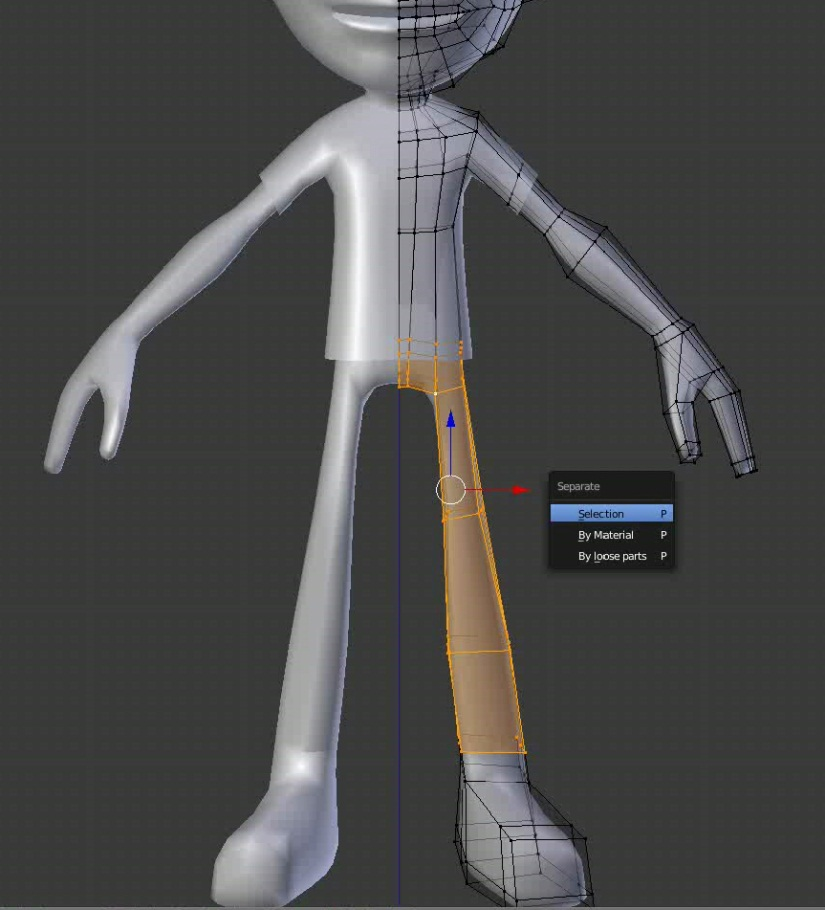 Separate
Selection P
By Material P
By loose parts P